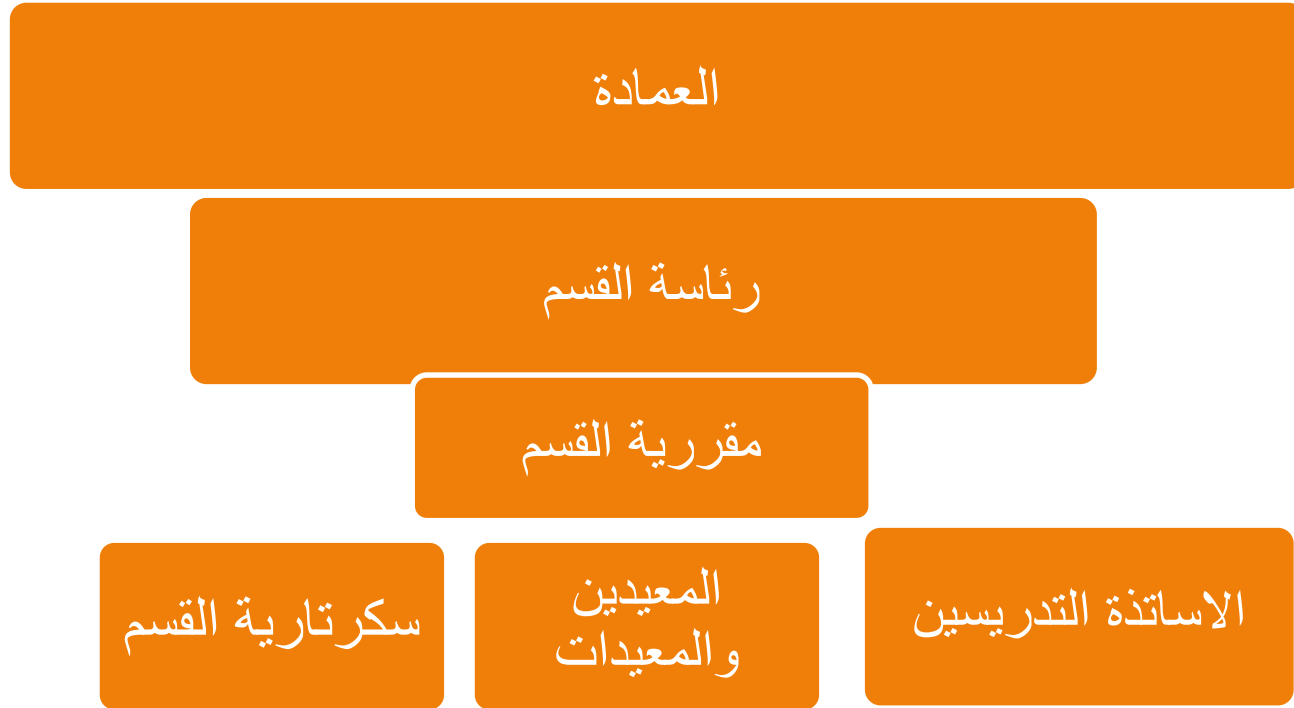 العمادة
رئاسة القسم
مقررية القسم
الاساتذة التدريسين
المعيدين
والمعيدات
سكرتارية القسم